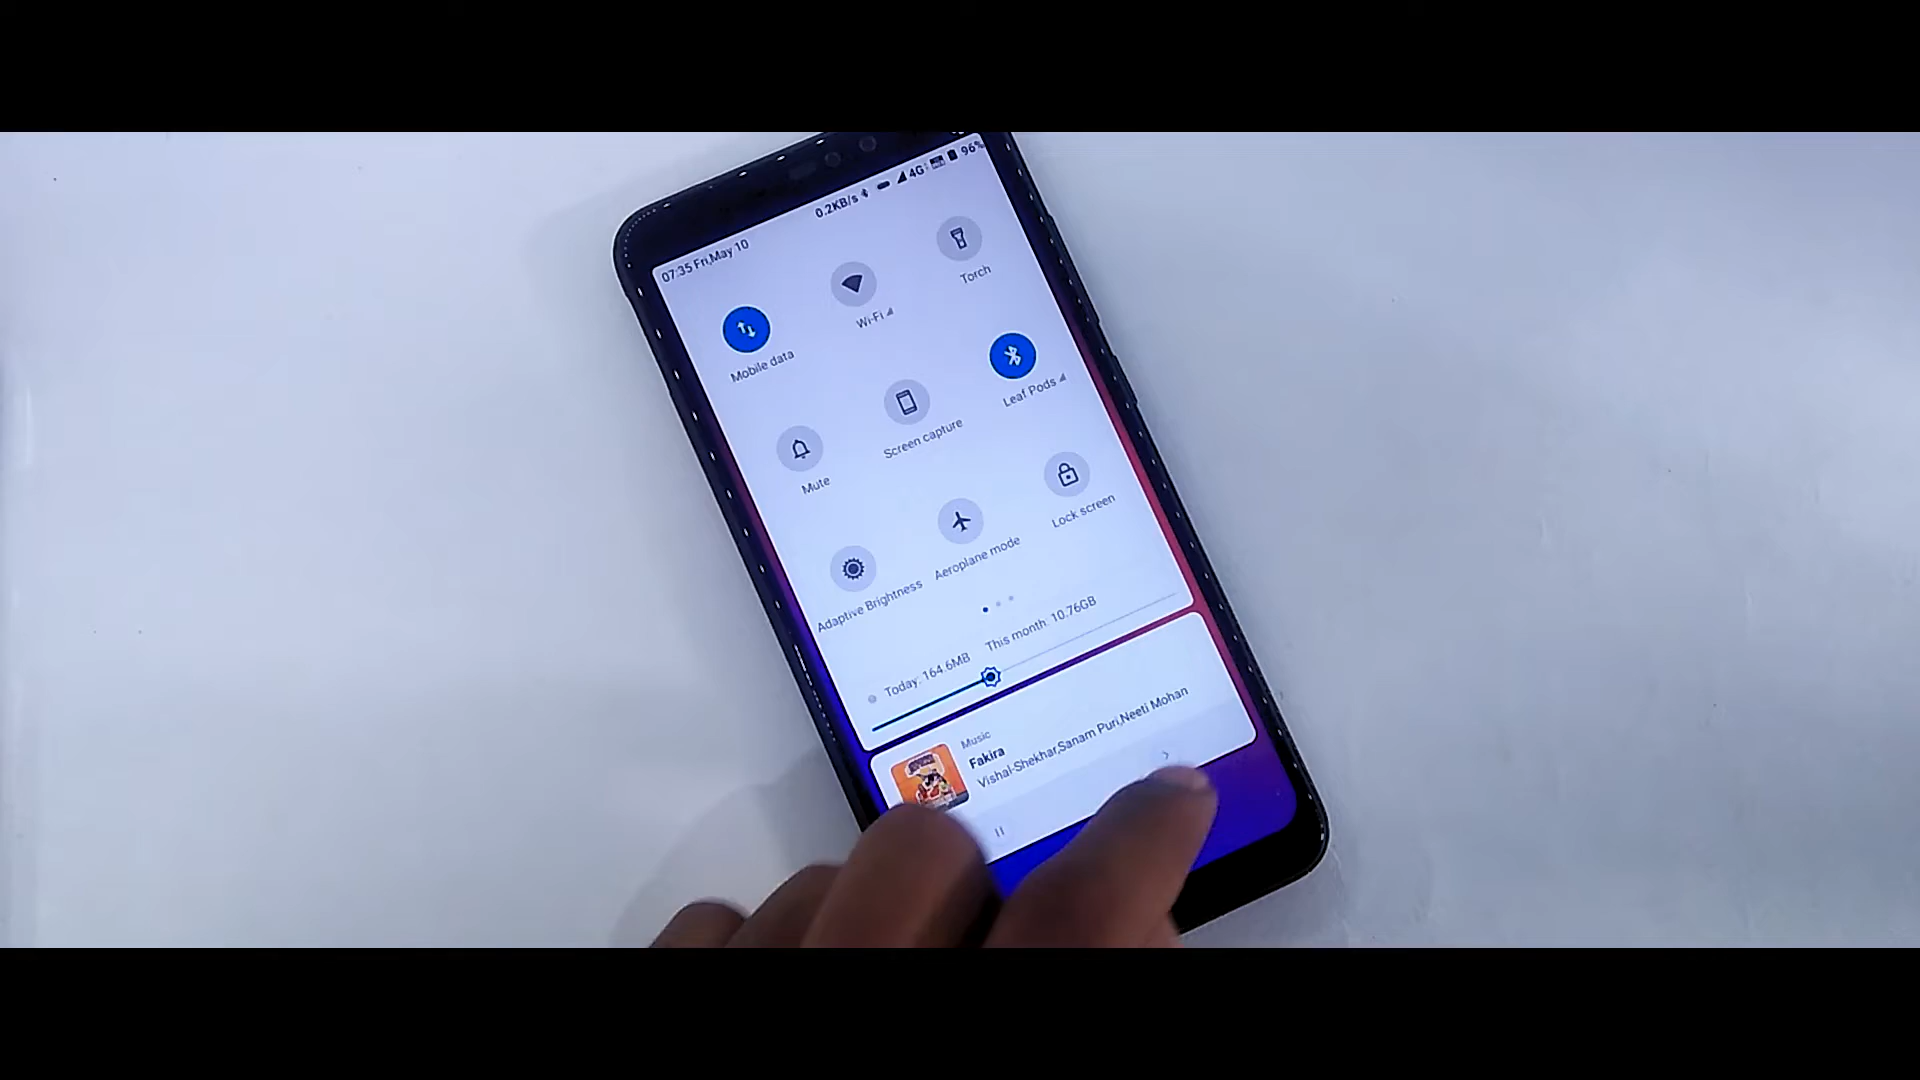 07:35 Fri,May 10
0.2KB/s 4G 96%
Mobile data
Wi-Fi
Torch
Mute
Screen capture
Leaf Pods
Adaptive Brightness
Aeroplane mode
Lock screen
Today: 164.6MB This month: 10.76GB
Music
Fakira
Vishal-Shekhar,Sanam Puri,Neeti Mohan